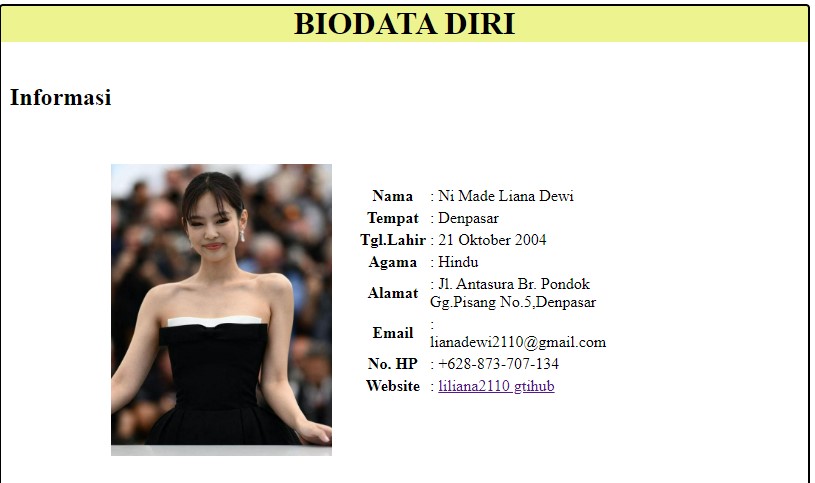 BIODATA DIRI
Informasi
Nama : Ni Made Liana Dewi
Tempat : Denpasar
Tgl.Lahir : 21 Oktober 2004
Agama : Hindu
Alamat : Jl. Antasura Br. Pondok
Gg.Pisang No.5,Denpasar
Email :
lianadewi2110@gmail.com
No. HP : +628-873-707-134
Website : liliana2110 gtihub